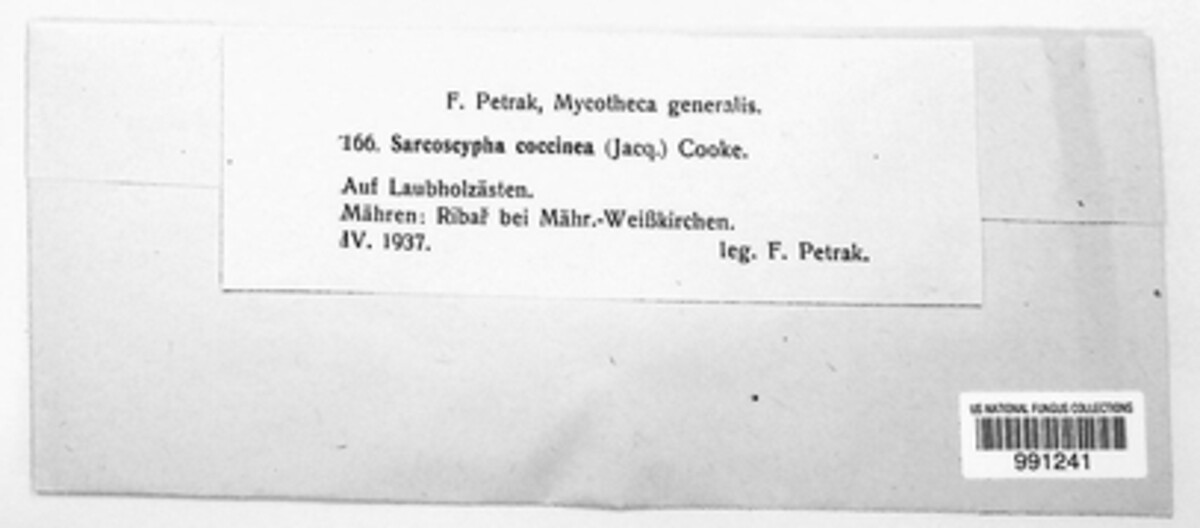 F. Petrak, Mycotheca generalis.
166. Sarcoscypha coccinea (Jacq.) Cooke.
Auf Laubholzästen.
Mähren: Ribař bei Mähr.-Weißkirchen.
IV. 1937.
leg. F. Petrak.
US NATIONAL FUNGUS COLLECTIONS
991241